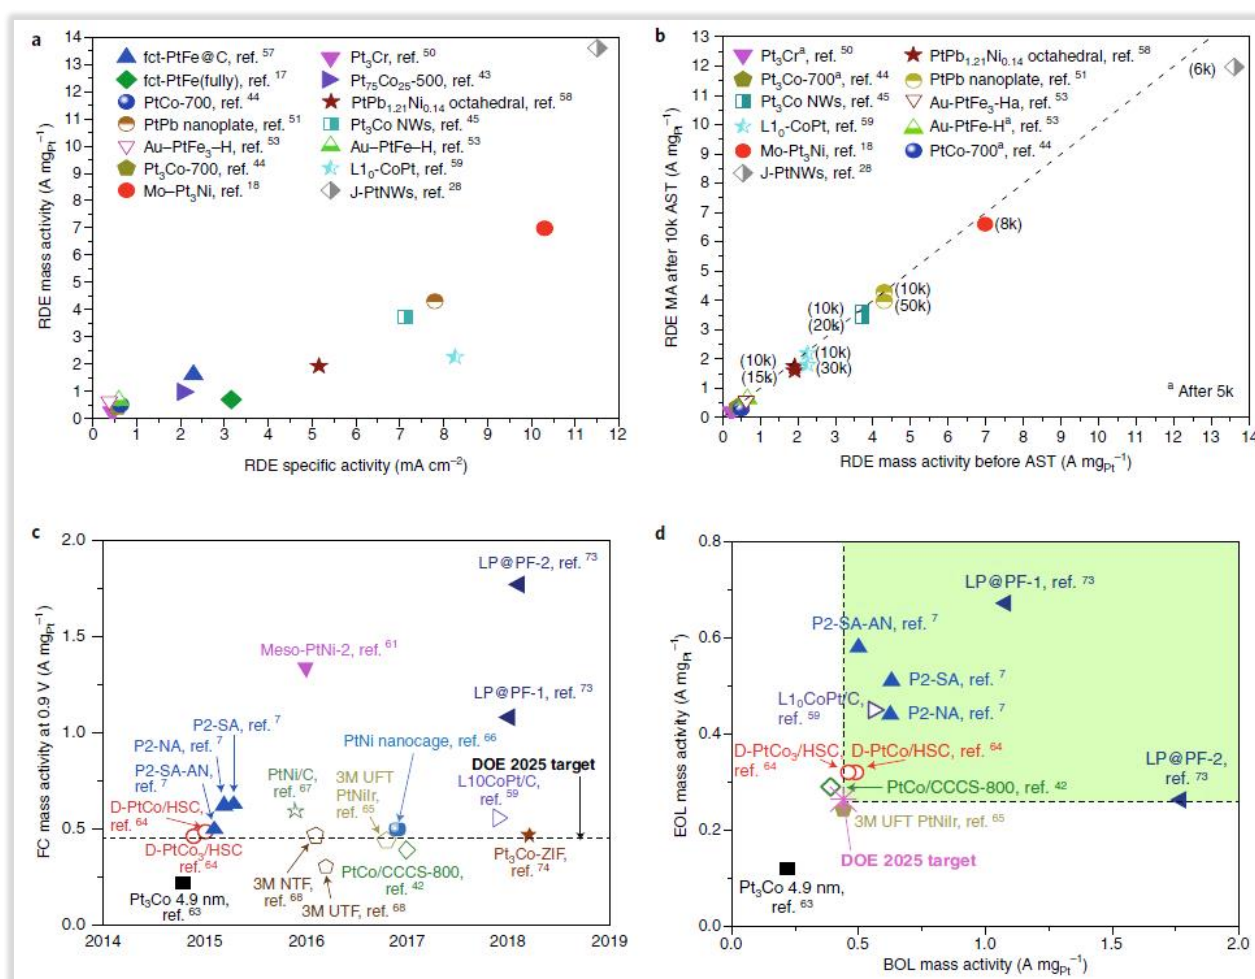 a
RDE mass activity (A mgPt⁻¹)
14
13
12
11
10
9
8
7
6
5
4
3
2
1
0
fct-PtFe@C, ref. 57
fct-PtFe(fully), ref. 17
PtCo-700, ref. 44
PtPb nanoplate, ref. 51
Au–PtFe₃–H, ref. 53
Pt₃Co-700, ref. 44
Mo–Pt₃Ni, ref. 18
Pt₃Cr, ref. 50
Pt₇₅Co₂₅-500, ref. 43
PtPb₁.₂₁Ni₀.₁₄ octahedral, ref. 58
Pt₃Co NWs, ref. 45
Au–PtFe–H, ref. 53
L1₀-CoPt, ref. 59
J-PtNWs, ref. 28
0 1 2 3 4 5 6 7 8 9 10 11 12
RDE specific activity (mA cm⁻²)
b
RDE MA after 10k AST (A mgPt⁻¹)
13
12
11
10
9
8
7
6
5
4
3
2
1
0
Pt₃Crᵃ, ref. 50
Pt₃Co-700ᵃ, ref. 44
Pt₃Co NWs, ref. 45
L1₀-CoPt, ref. 59
Mo-Pt₃Ni, ref. 18
J-PtNWs, ref. 28
PtPb₁.₂₁Ni₀.₁₄ octahedral, ref. 58
PtPb nanoplate, ref. 51
Au-PtFe₃-Ha, ref. 53
Au-PtFe-Hᵃ, ref. 53
PtCo-700ᵃ, ref. 44
(6k)
(8k)
(10k)
(50k)
(10k)
(20k)
(10k)
(30k)
(10k)
(15k)
ᵃ After 5k
0 1 2 3 4 5 6 7 8 9 10 11 12 13 14
RDE mass activity before AST (A mgPt⁻¹)
c
FC mass activity at 0.9 V (A mgPt⁻¹)
2.0
1.5
1.0
0.5
0.0
LP@PF-2, ref. 73
Meso-PtNi-2, ref. 61
LP@PF-1, ref. 73
P2-SA, ref. 7
P2-NA, ref. 7
P2-SA-AN,
ref. 7
D-PtCo/HSC,
ref. 64
D-PtCo₃/HSC
ref. 64
Pt₃Co 4.9 nm,
ref. 63
PtNi/C,
ref. 67
3M UFT
PtNiIr,
ref. 65
PtNi nanocage, ref. 66
DOE 2025 target
L10CoPt/C,
ref. 59
3M NTF,
ref. 68
3M UTF, ref. 68
PtCo/CCCS-800,
ref. 42
Pt₃Co-ZIF,
ref. 74
2014 2015 2016 2017 2018 2019
d
EOL mass activity (A mgPt⁻¹)
0.8
0.6
0.4
0.2
0.0
LP@PF-1, ref. 73
P2-SA-AN, ref. 7
P2-SA, ref. 7
L1₀CoPt/C,
ref. 59
P2-NA, ref. 7
D-PtCo₃/HSC,
ref. 64
D-PtCo/HSC, ref. 64
LP@PF-2,
ref. 73
PtCo/CCCS-800, ref. 42
3M UFT PtNiIr, ref. 65
DOE 2025 target
Pt₃Co 4.9 nm,
ref. 63
0.0 0.5 1.0 1.5 2.0
BOL mass activity (A mgPt⁻¹)